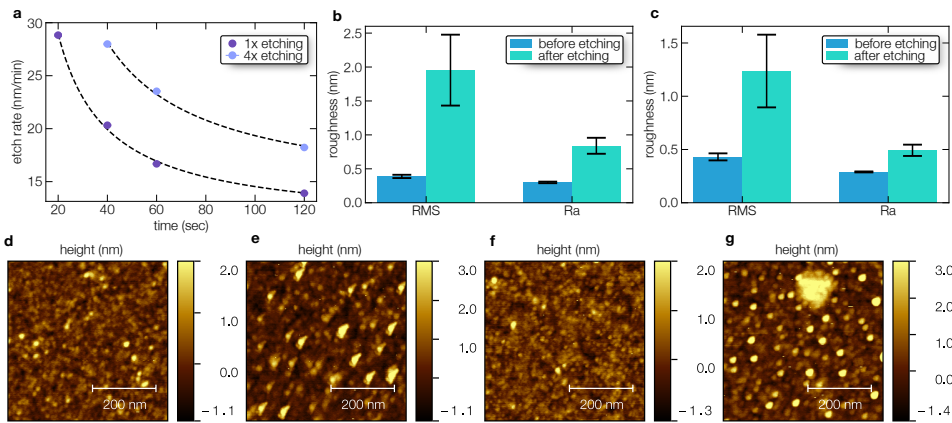 a
30
25
20
15
etch rate (nm/min)
20 40 60 80 100 120
time (sec)
1x etching
4x etching
b
2.5
2.0
1.5
1.0
0.5
0.0
roughness (nm)
before etching
after etching
RMS Ra
c
1.5
1.0
0.5
0.0
roughness (nm)
before etching
after etching
RMS Ra
d
height (nm)
2.0
1.0
0.0
−1.1
200 nm
e
height (nm)
3.0
2.0
1.0
−1.1
200 nm
f
height (nm)
2.0
1.0
0.0
−1.3
200 nm
g
height (nm)
3.0
2.0
1.0
0.0
−1.4
200 nm